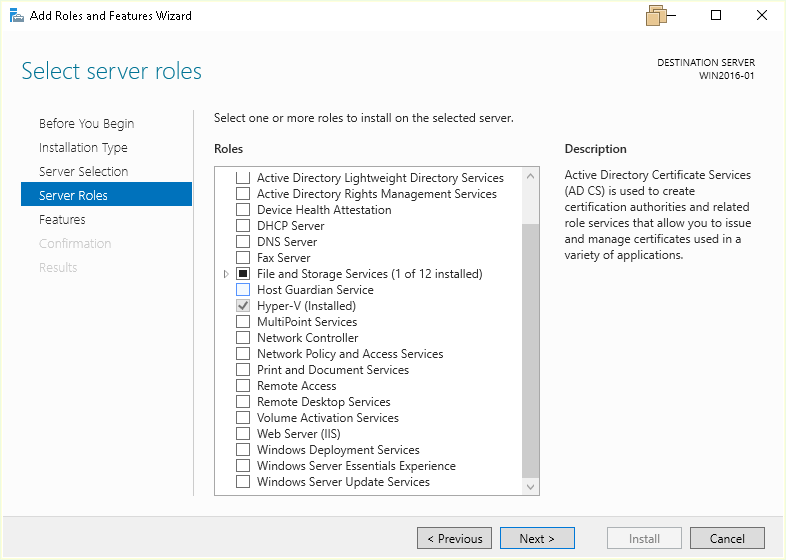 Add Roles and Features Wizard
Select server roles
DESTINATION SERVER
WIN2016-01
Before You Begin
Installation Type
Server Selection
Server Roles
Features
Confirmation
Results
Select one or more roles to install on the selected server.
Roles
Active Directory Lightweight Directory Services
Active Directory Rights Management Services
Device Health Attestation
DHCP Server
DNS Server
Fax Server
File and Storage Services (1 of 12 installed)
Host Guardian Service
Hyper-V (Installed)
MultiPoint Services
Network Controller
Network Policy and Access Services
Print and Document Services
Remote Access
Remote Desktop Services
Volume Activation Services
Web Server (IIS)
Windows Deployment Services
Windows Server Essentials Experience
Windows Server Update Services
Description
Active Directory Certificate Services
(AD CS) is used to create
certification authorities and related
role services that allow you to issue
and manage certificates used in a
variety of applications.
< Previous
Next >
Install
Cancel